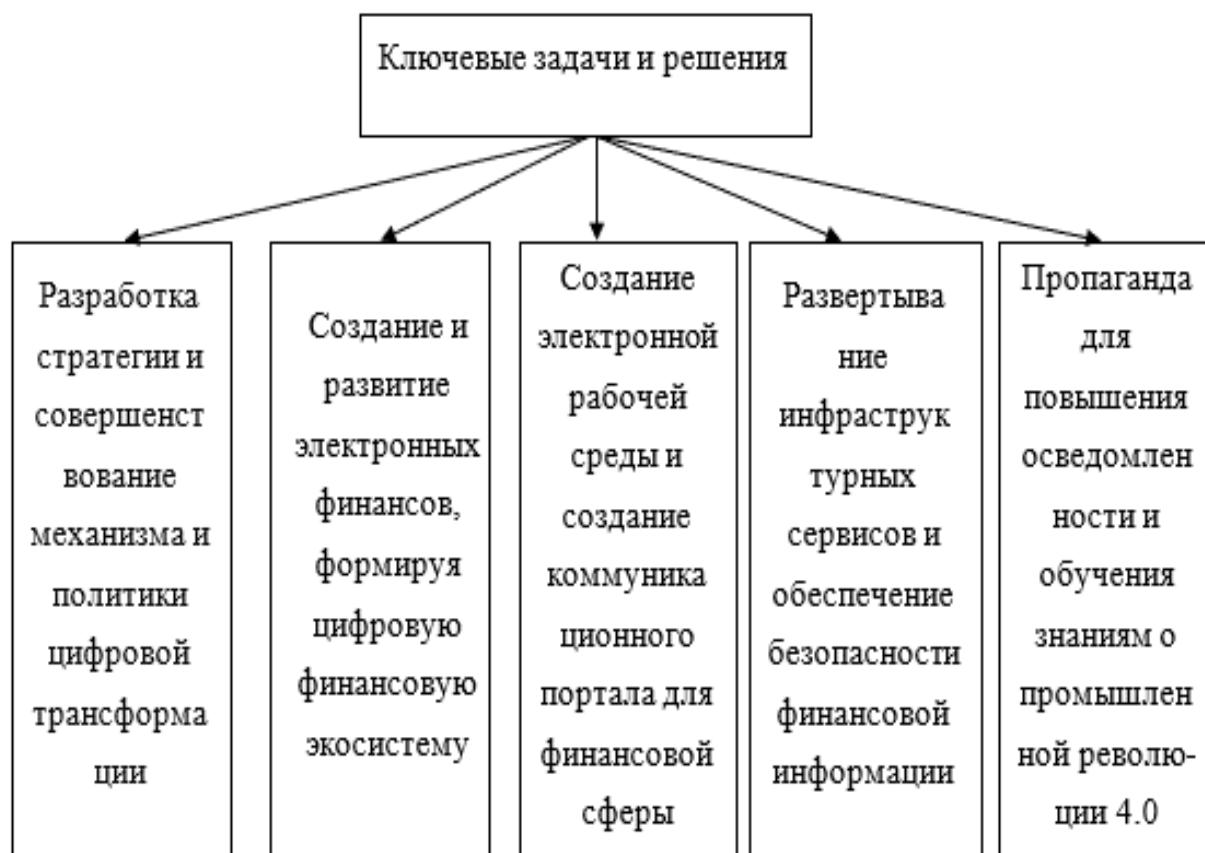 Ключевые задачи и решения
Разработка
стратегии и
совершенст
вование
механизма и
политики
цифровой
трансформа
ции
Создание и
развитие
электронных
финансов,
формируя
цифровую
финансовую
экосистему
Создание
электронной
рабочей
среды и
создание
коммуника
ционного
портала для
финансовой
сферы
Развертыва
ние
инфраструк
турных
сервисов и
обеспечение
безопасности
финансовой
информации
Пропаганда
для
повышения
осведомлен
ности и
обучения
знаниям о
промышлен
ной револю-
ции 4.0